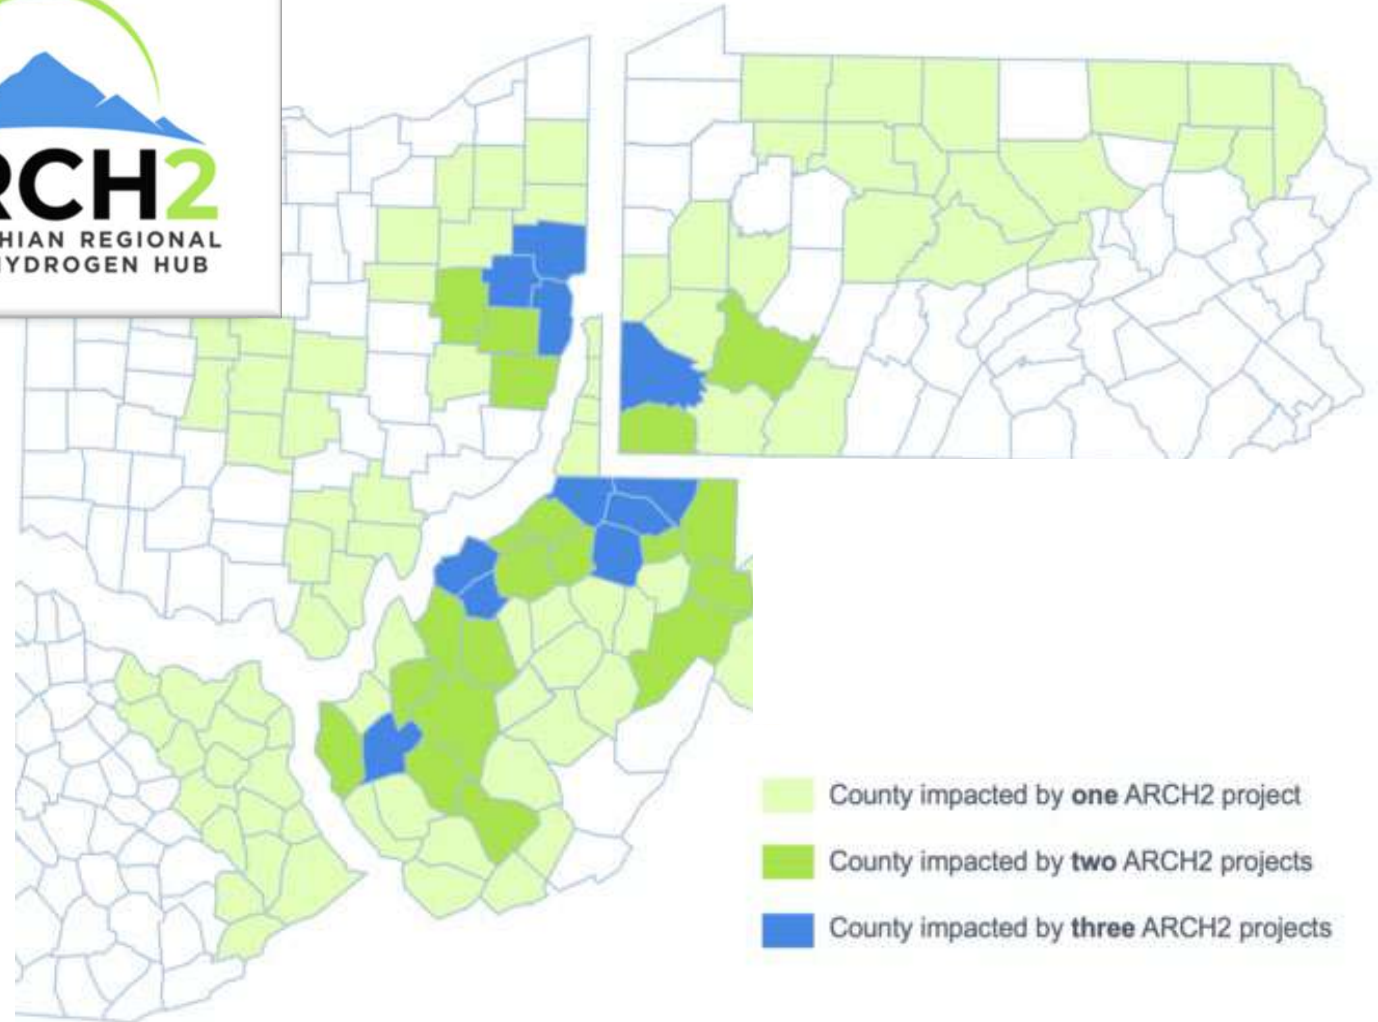 RCH2
HIAN REGIONAL
YDROGEN HUB
County impacted by one ARCH2 project
County impacted by two ARCH2 projects
County impacted by three ARCH2 projects